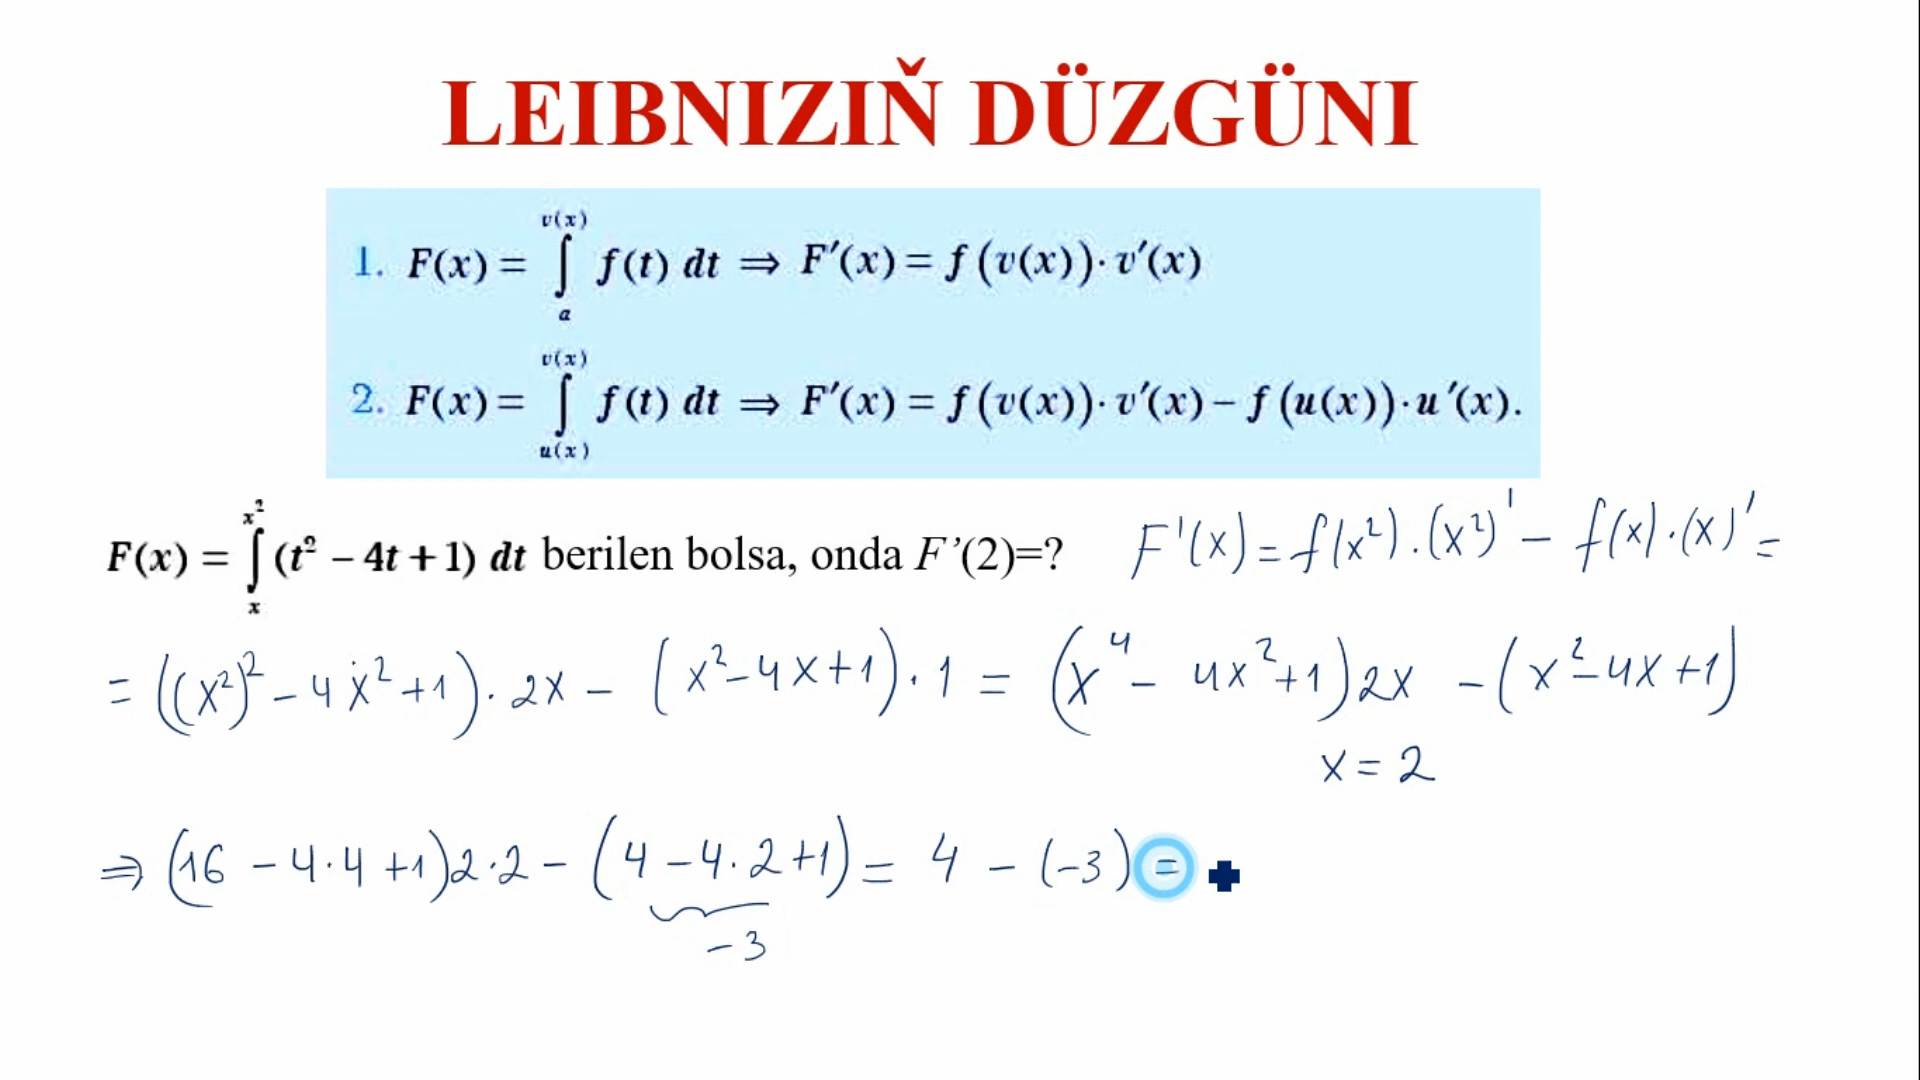 LEIBNIZIŇ DÜZGÜNI
1. F(x) = ∫ₐ^{v(x)} f(t) dt ⇒ F′(x) = f(v(x))·v′(x)
2. F(x) = ∫_{u(x)}^{v(x)} f(t) dt ⇒ F′(x) = f(v(x))·v′(x) − f(u(x))·u′(x).
F(x) = ∫ₓ^{x²} (t² − 4t + 1) dt berilen bolsa, onda F’(2)=? F'(x) = f(x²)·(x²)' − f(x)·(x)' =
= ((x²)² − 4x² + 1)·2x − (x² − 4x + 1)·1 = (x⁴ − 4x² + 1)2x − (x² − 4x + 1)
x = 2
⇒ (16 − 4·4 + 1)2·2 − (4 − 4·2 + 1) = 4 − (−3) =
−3